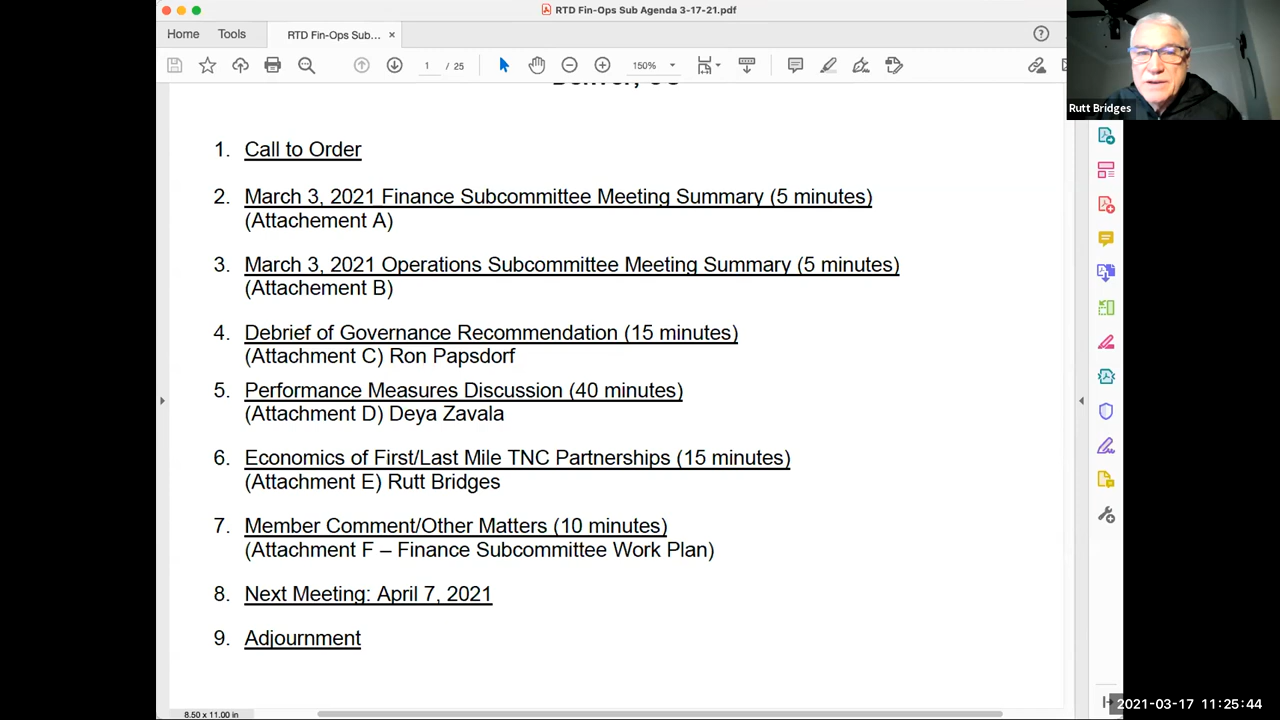 RTD Fin-Ops Sub Agenda 3-17-21.pdf
Home
Tools
RTD Fin-Ops Sub...
1
/ 25
150%
Rutt Bridges
1. Call to Order
2. March 3, 2021 Finance Subcommittee Meeting Summary (5 minutes)
(Attachement A)
3. March 3, 2021 Operations Subcommittee Meeting Summary (5 minutes)
(Attachement B)
4. Debrief of Governance Recommendation (15 minutes)
(Attachment C) Ron Papsdorf
5. Performance Measures Discussion (40 minutes)
(Attachment D) Deya Zavala
6. Economics of First/Last Mile TNC Partnerships (15 minutes)
(Attachment E) Rutt Bridges
7. Member Comment/Other Matters (10 minutes)
(Attachment F – Finance Subcommittee Work Plan)
8. Next Meeting: April 7, 2021
9. Adjournment
8.50 x 11.00 in
2021-03-17 11:25:44